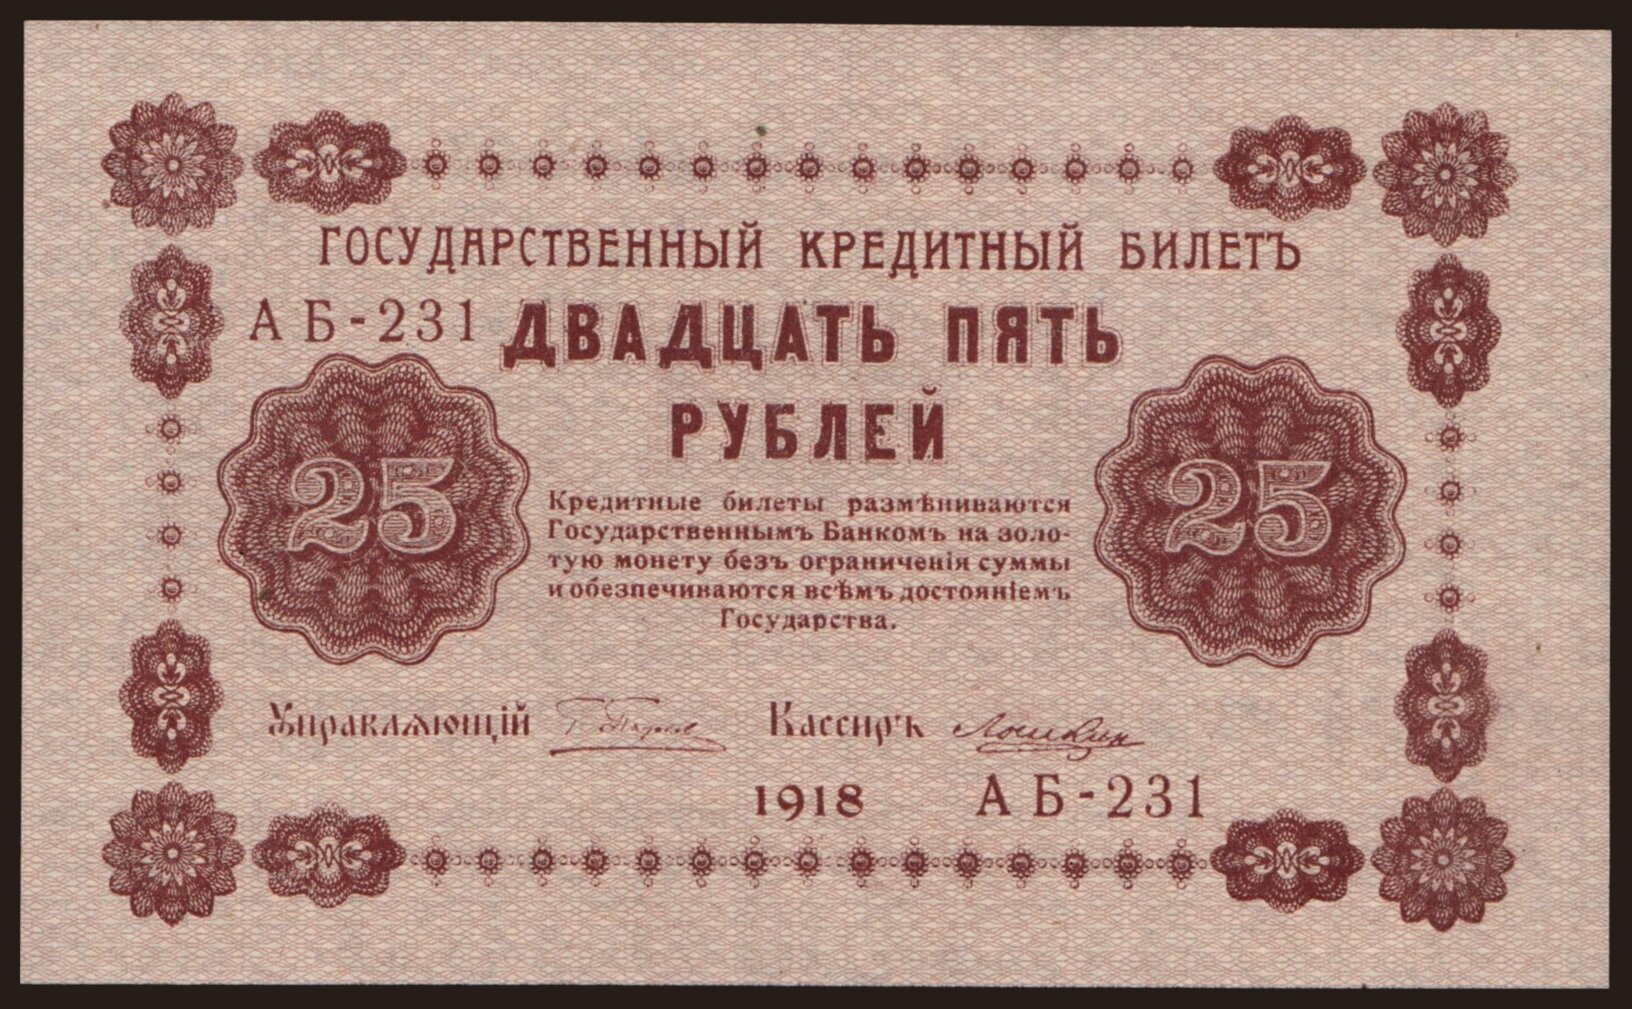 ГОСУДАРСТВЕННЫЙ КРЕДИТНЫЙ БИЛЕТЪ
АБ-231
ДВАДЦАТЬ ПЯТЬ
РУБЛЕЙ
25
25
Кредитные билеты размѣниваются
Государственнымъ Банкомъ на золо-
тую монету безъ ограниченія суммы
и обезпечиваются всѣмъ достояніемъ
Государства.
Управляющій
Кассиръ
1918
АБ-231